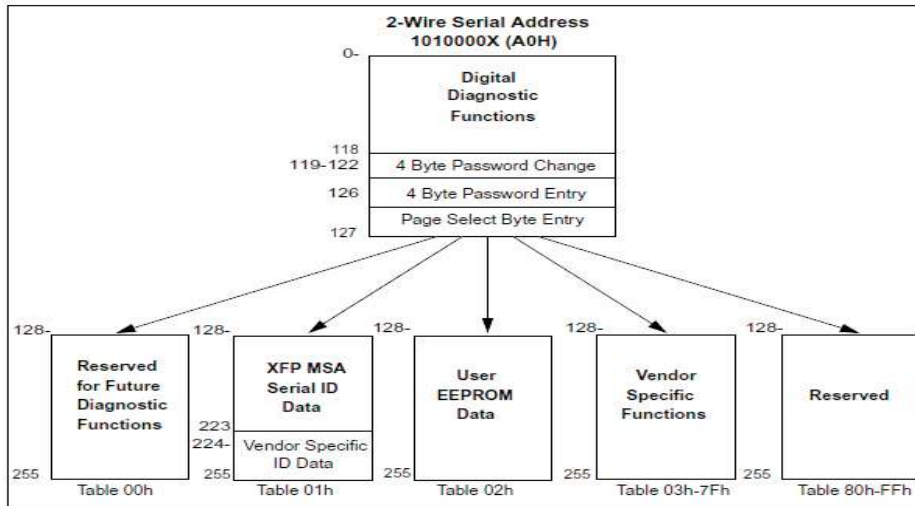 2-Wire Serial Address
1010000X (A0H)
0-
Digital
Diagnostic
Functions
118
119-122
4 Byte Password Change
126
4 Byte Password Entry
Page Select Byte Entry
127
128-
Reserved
for Future
Diagnostic
Functions
255
Table 00h
128-
XFP MSA
Serial ID
Data
223
224-
Vendor Specific
ID Data
255
Table 01h
128-
User
EEPROM
Data
255
Table 02h
128-
Vendor
Specific
Functions
255
Table 03h-7Fh
128-
Reserved
255
Table 80h-FFh